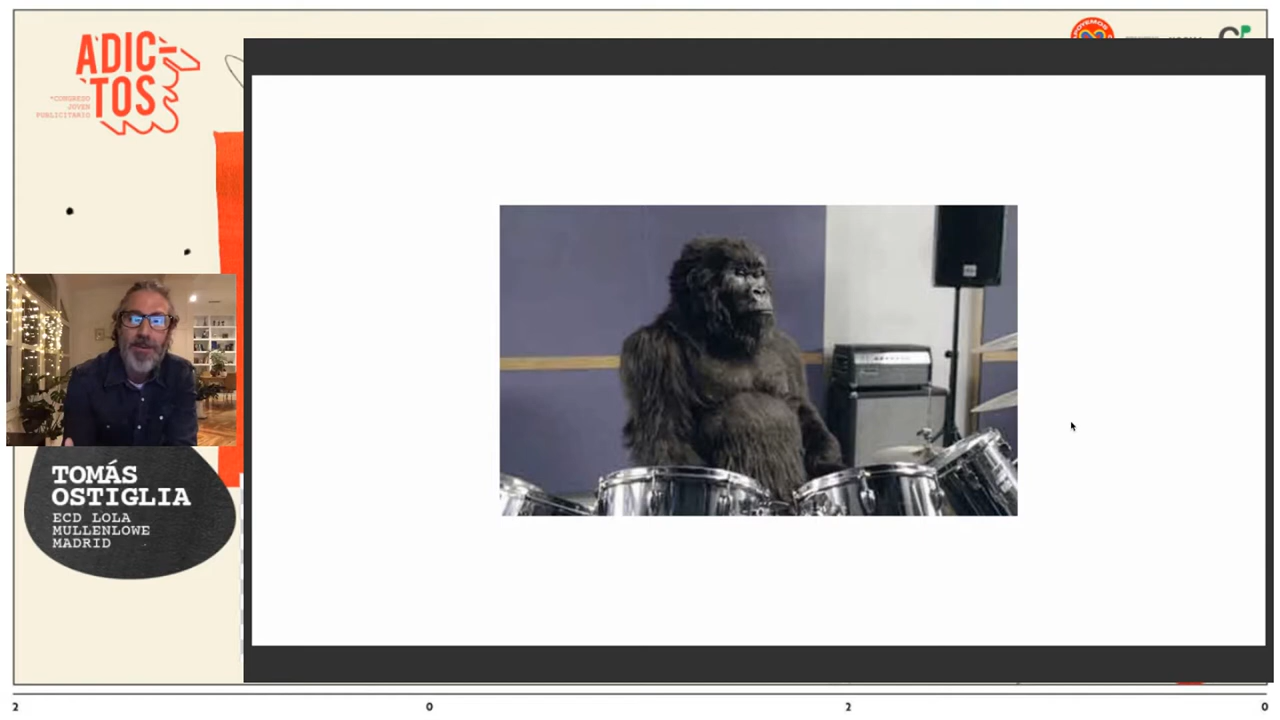 ADIC-
TOS
"CONGRESO
JOVEN
PUBLICITARIO
TOMÁS
OSTIGLIA
ECD LOLA
MULLENLOWE
MADRID
2 0 2 0